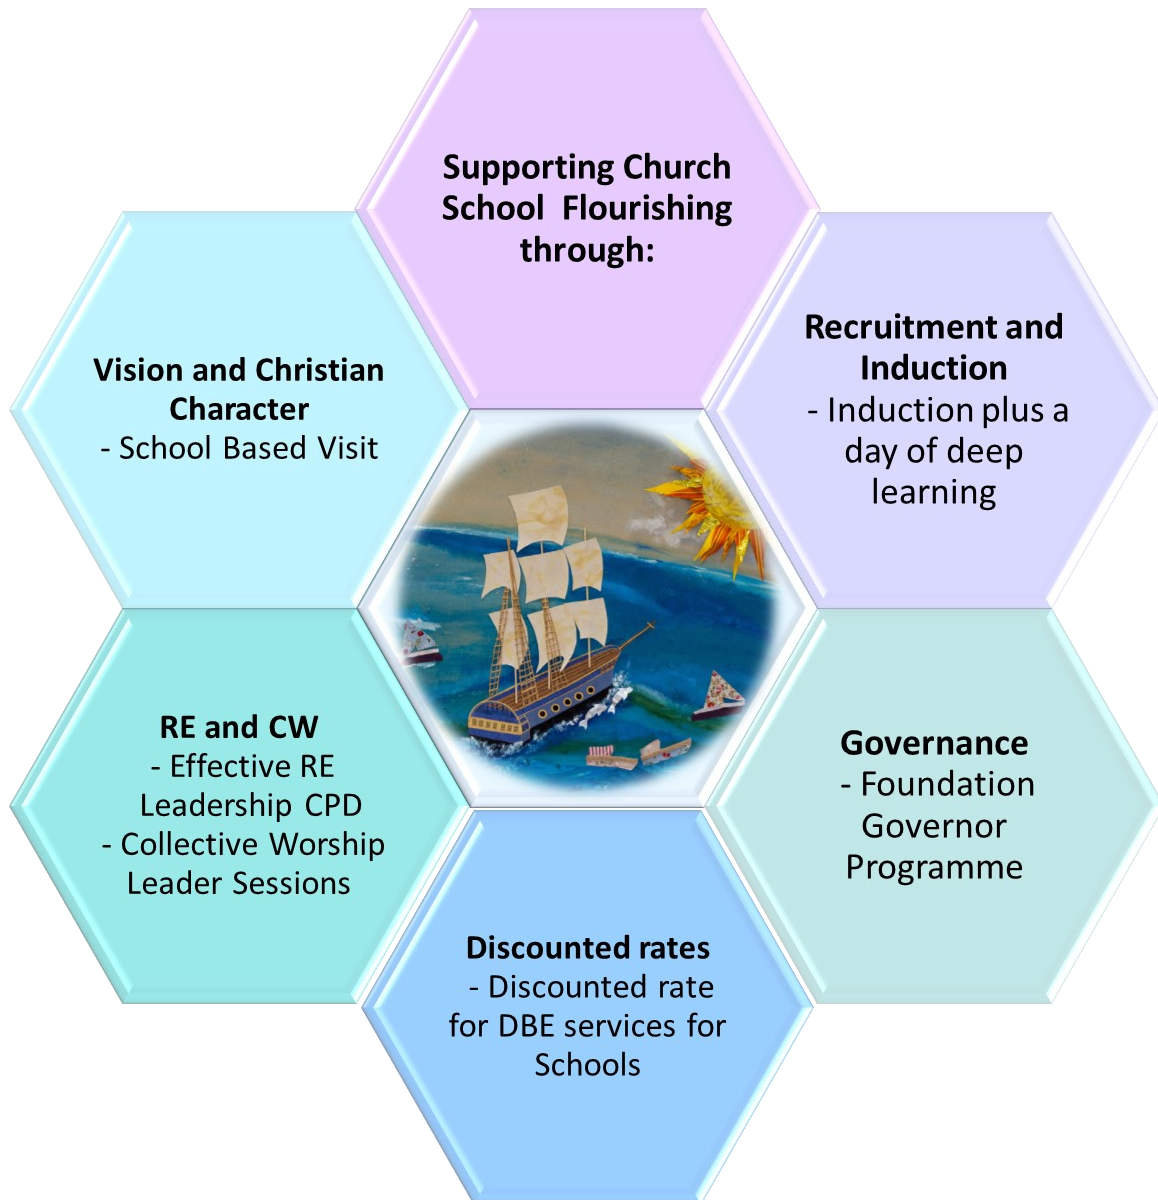 Supporting Church
School Flourishing
through:
Recruitment and
Induction
- Induction plus a
day of deep
learning
Governance
- Foundation
Governor
Programme
Discounted rates
- Discounted rate
for DBE services for
Schools
RE and CW
- Effective RE
Leadership CPD
- Collective Worship
Leader Sessions
Vision and Christian
Character
- School Based Visit